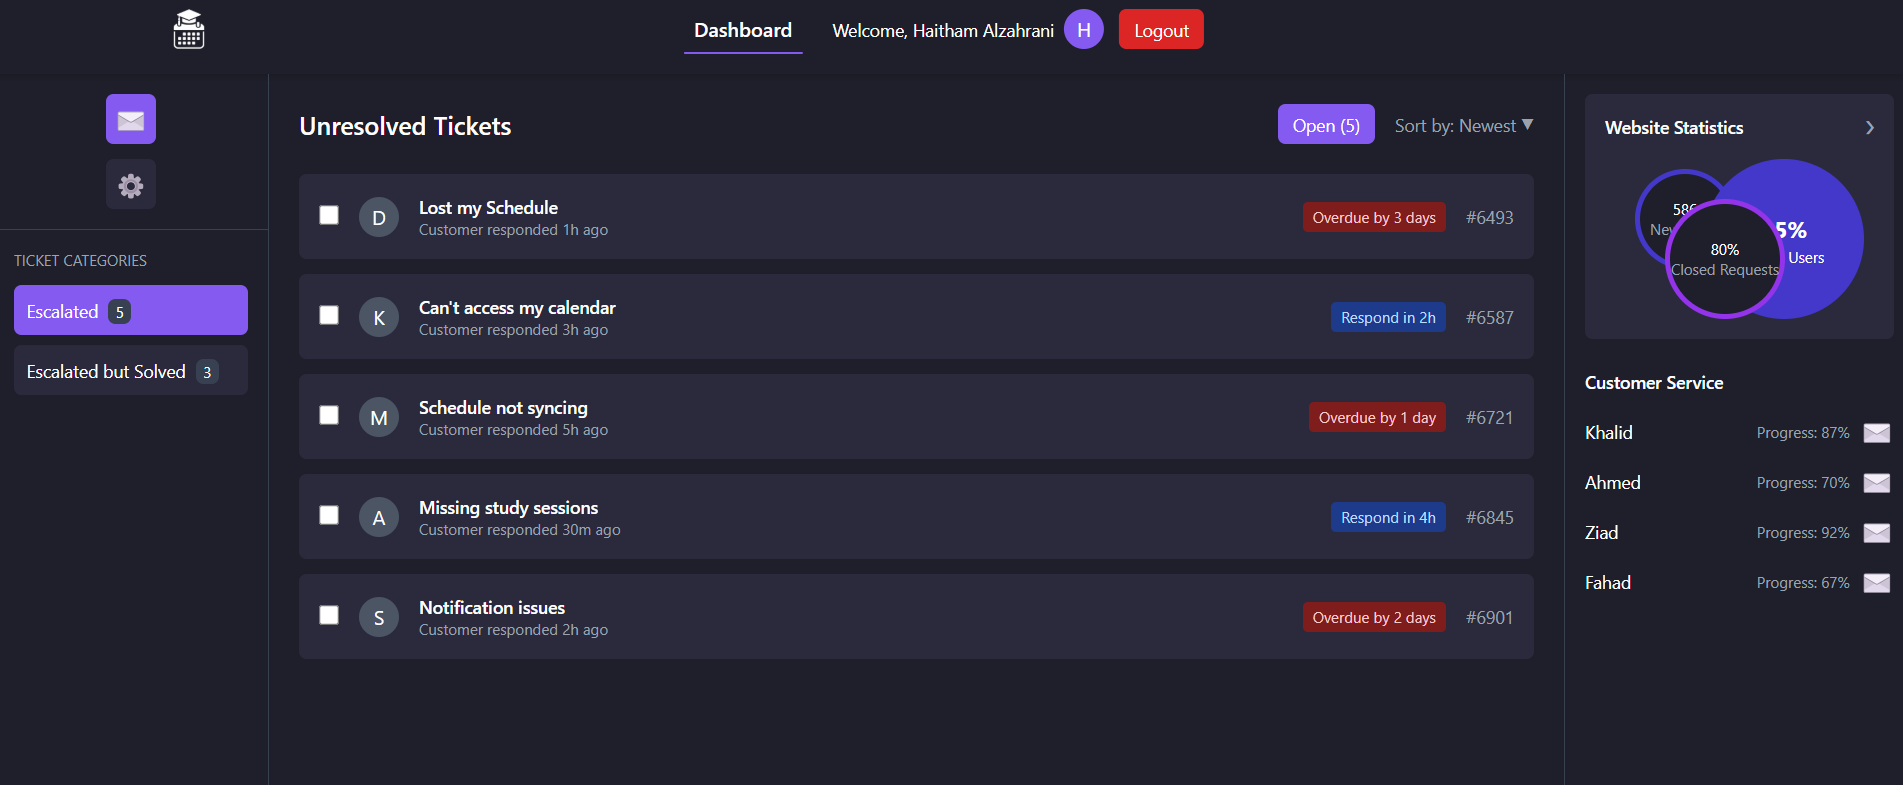 Dashboard
Welcome, Haitham Alzahrani
H
Logout
TICKET CATEGORIES
Escalated 5
Escalated but Solved 3
Unresolved Tickets
Open (5)
Sort by: Newest ▼
D
Lost my Schedule
Customer responded 1h ago
Overdue by 3 days
#6493
K
Can't access my calendar
Customer responded 3h ago
Respond in 2h
#6587
M
Schedule not syncing
Customer responded 5h ago
Overdue by 1 day
#6721
A
Missing study sessions
Customer responded 30m ago
Respond in 4h
#6845
S
Notification issues
Customer responded 2h ago
Overdue by 2 days
#6901
Website Statistics
5%
Users
80%
Closed Requests
Customer Service
Khalid
Progress: 87%
Ahmed
Progress: 70%
Ziad
Progress: 92%
Fahad
Progress: 67%